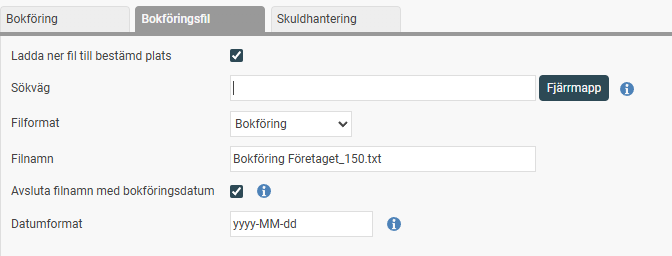 Bokföring Bokföringsfil Skuldhantering
Ladda ner fil till bestämd plats
Sökväg Fjärrmapp
Filformat Bokföring
Filnamn Bokföring Företaget_150.txt
Avsluta filnamn med bokföringsdatum
Datumformat yyyy-MM-dd